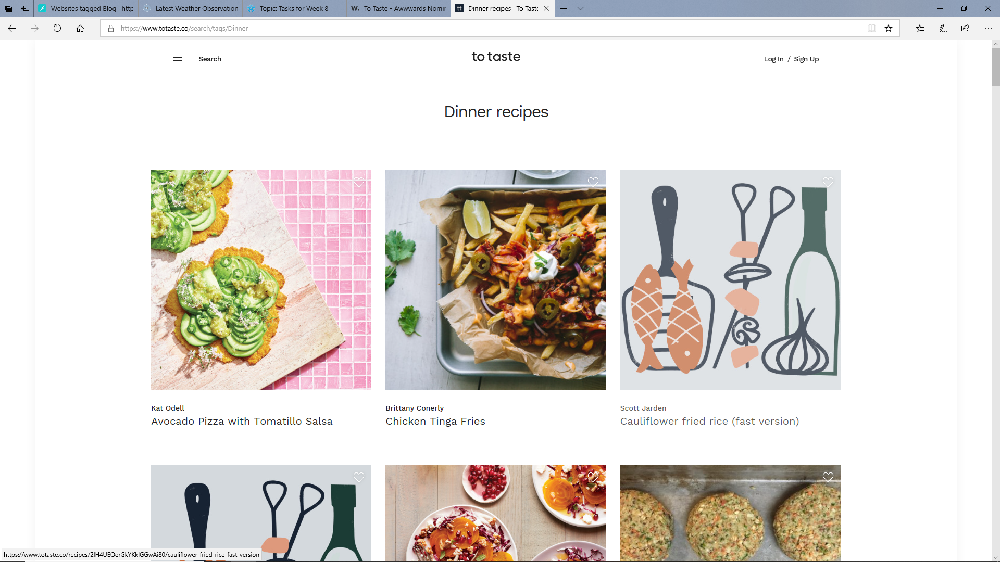 Websites tagged Blog | http
Latest Weather Observation
Topic: Tasks for Week 8
W. To Taste - Awwwards Nomin
tt Dinner recipes | To Taste
https://www.totaste.co/search/tags/Dinner
Search
to taste
Log In / Sign Up
Dinner recipes
Kat Odell
Avocado Pizza with Tomatillo Salsa
Brittany Conerly
Chicken Tinga Fries
Scott Jarden
Cauliflower fried rice (fast version)
https://www.totaste.co/recipes/2IH4UEQerGkYKkIGGwAi80/cauliflower-fried-rice-fast-version